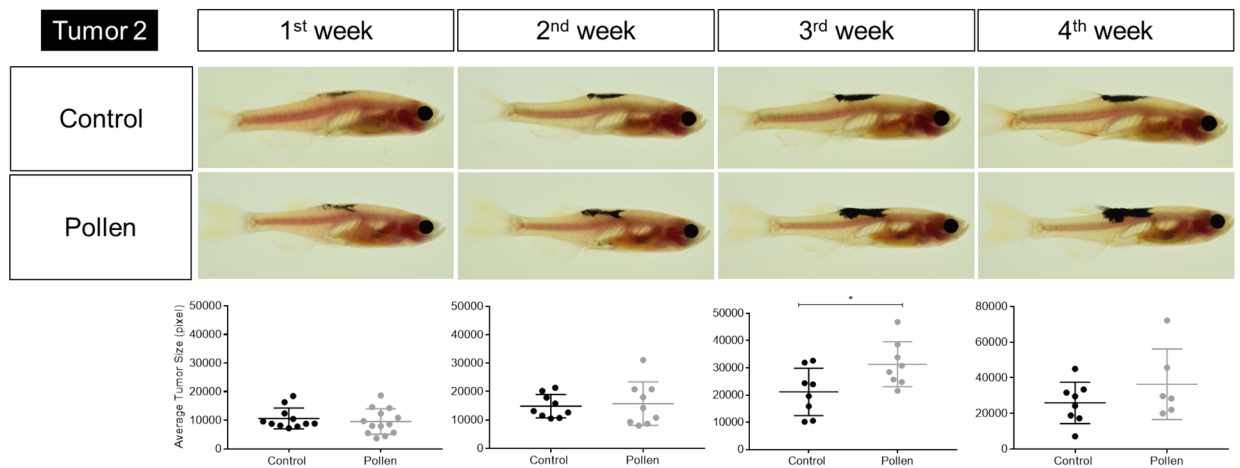 Tumor 2
1st week
2nd week
3rd week
4th week
Control
Pollen
Average Tumor Size (pixel)
50000
40000
30000
20000
10000
0
Control
Pollen
50000
40000
30000
20000
10000
0
Control
Pollen
*
50000
40000
30000
20000
10000
0
Control
Pollen
80000
60000
40000
20000
0
Control
Pollen